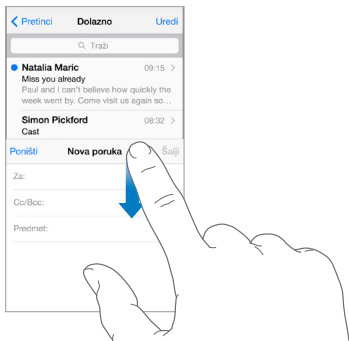 Pretinci Dolazno Uredi
Traži
Natalia Maric 09:15
Miss you already
Paul and I can't believe how quickly the
week went by. Come visit us again so...
Simon Pickford 08:32
Cast
Poništi Nova poruka Šalji
Za:
Cc/Bcc:
Predmet: